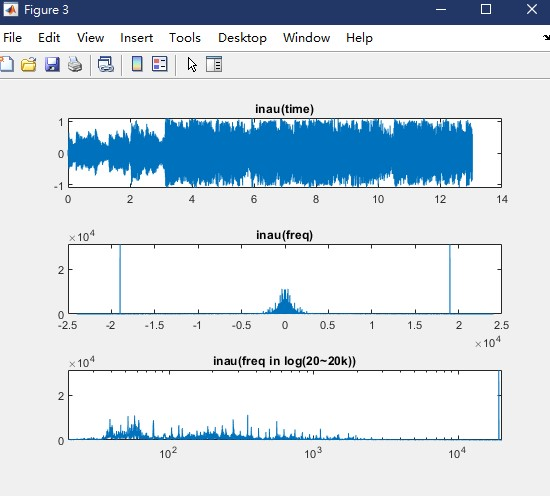 Figure 3
File Edit View Insert Tools Desktop Window Help
inau(time)
1
0
-1
0 2 4 6 8 10 12 14
inau(freq)
×10^4
2
0
-2.5 -2 -1.5 -1 -0.5 0 0.5 1 1.5 2 2.5
×10^4
inau(freq in log(20~20k))
×10^4
2
0
10^2 10^3 10^4